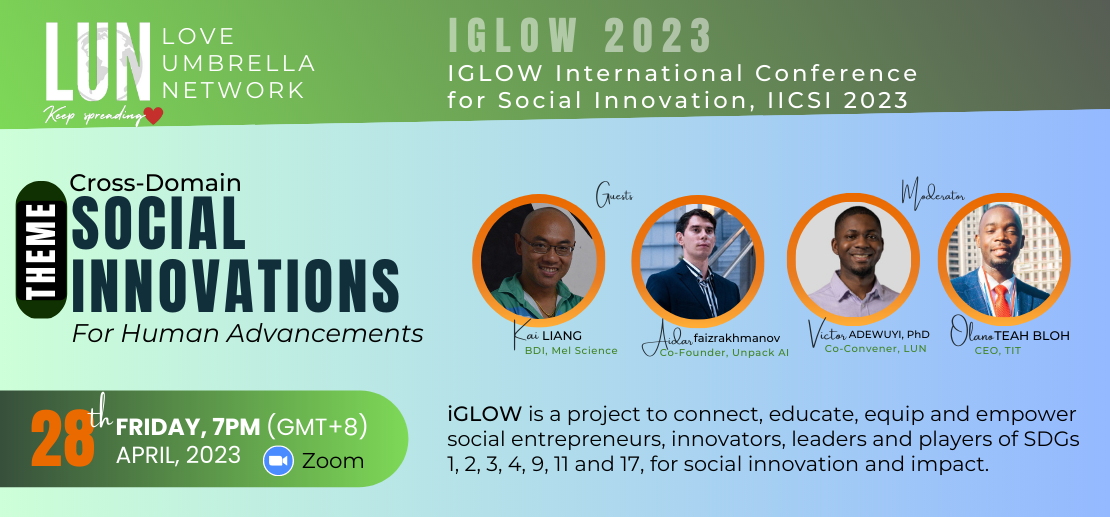 LUN
LOVE
UMBRELLA
NETWORK
Keep spreading
IGLOW 2023
IGLOW International Conference
for Social Innovation, IICSI 2023
THEME
Cross-Domain
SOCIAL
INNOVATIONS
For Human Advancements
Guests
Moderator
Kai LIANG
BDI, Mel Science
Aidar faizrakhmanov
Co-Founder, Unpack AI
Victor ADEWUYI, PhD
Co-Convener, LUN
Olano TEAH BLOH
CEO, TIT
28th
FRIDAY, 7PM (GMT+8)
APRIL, 2023
Zoom
iGLOW is a project to connect, educate, equip and empower
social entrepreneurs, innovators, leaders and players of SDGs
1, 2, 3, 4, 9, 11 and 17, for social innovation and impact.